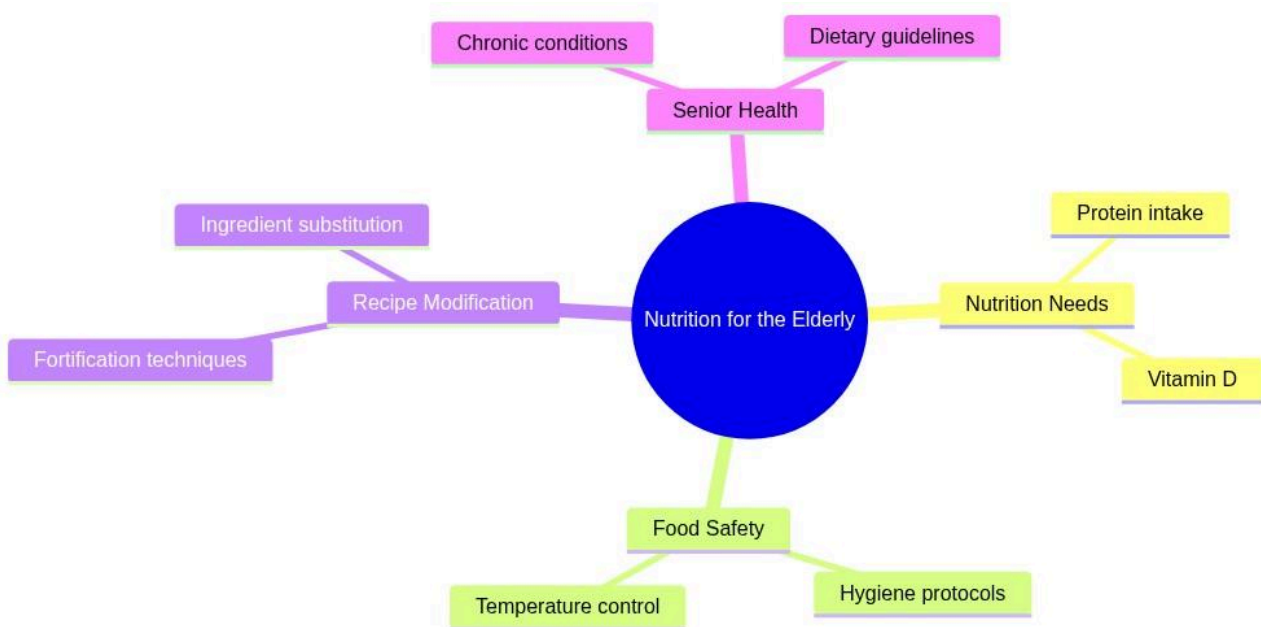 Chronic conditions
Dietary guidelines
Senior Health
Ingredient substitution
Protein intake
Recipe Modification
Nutrition for the Elderly
Nutrition Needs
Fortification techniques
Vitamin D
Food Safety
Temperature control
Hygiene protocols